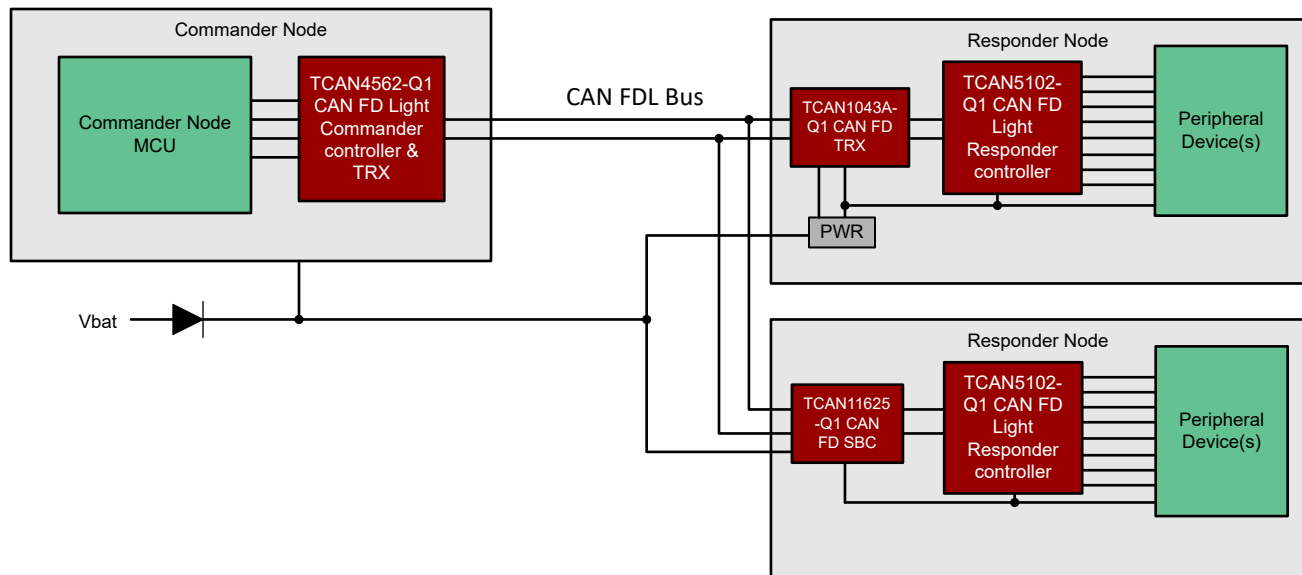 Commander Node
Commander Node
MCU
TCAN4562-Q1
CAN FD Light
Commander
controller &
TRX
CAN FDL Bus
Vbat
Responder Node
TCAN1043A-
Q1 CAN FD
TRX
PWR
TCAN5102-
Q1 CAN FD
Light
Responder
controller
Peripheral
Device(s)
Responder Node
TCAN11625
-Q1 CAN
FD SBC
TCAN5102-
Q1 CAN FD
Light
Responder
controller
Peripheral
Device(s)